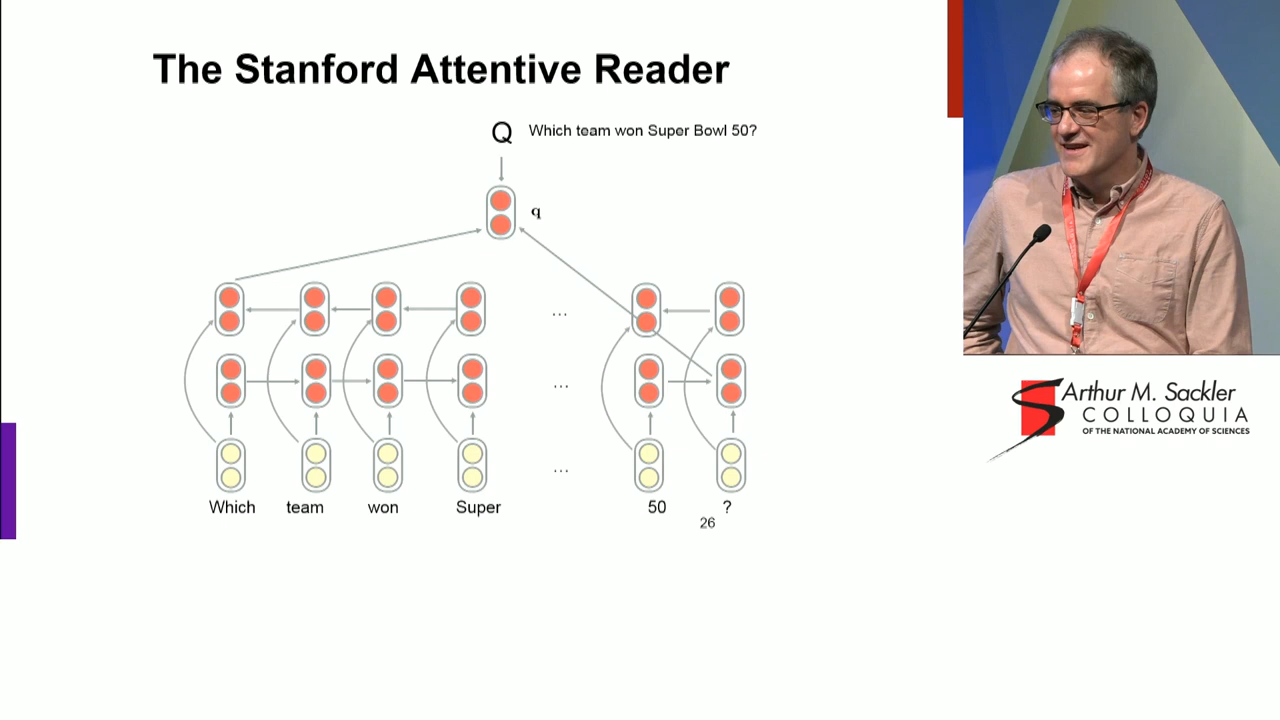 The Stanford Attentive Reader
Q Which team won Super Bowl 50?
q
...
...
...
Which team won Super 50 ?
26
Arthur M. Sackler
COLLOQUIA
OF THE NATIONAL ACADEMY OF SCIENCES